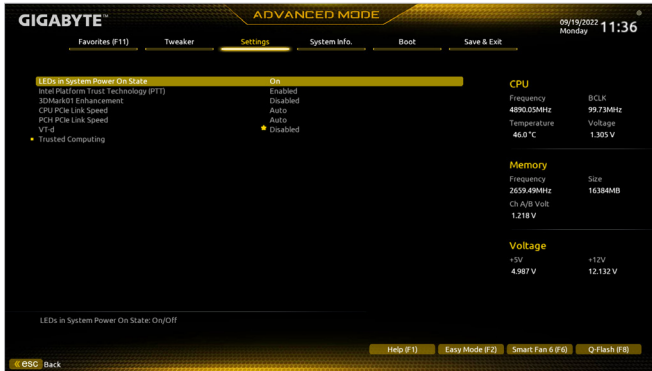 GIGABYTE™
ADVANCED MODE
09/19/2022 Monday 11:36
Favorites (F11) Tweaker Settings System Info. Boot Save & Exit
LEDs in System Power On State On
Intel Platform Trust Technology (PTT) Enabled
3DMark01 Enhancement Disabled
CPU PCIe Link Speed Auto
PCH PCIe Link Speed Auto
VT-d Disabled
Trusted Computing
CPU
Frequency BCLK
4890.05MHz 99.73MHz
Temperature Voltage
46.0 °C 1.305 V
Memory
Frequency Size
2659.49MHz 16384MB
Ch A/B Volt
1.218 V
Voltage
+5V +12V
4.987 V 12.132 V
LEDs in System Power On State: On/Off
Help (F1) Easy Mode (F2) Smart Fan 6 (F6) Q-Flash (F8)
esc Back